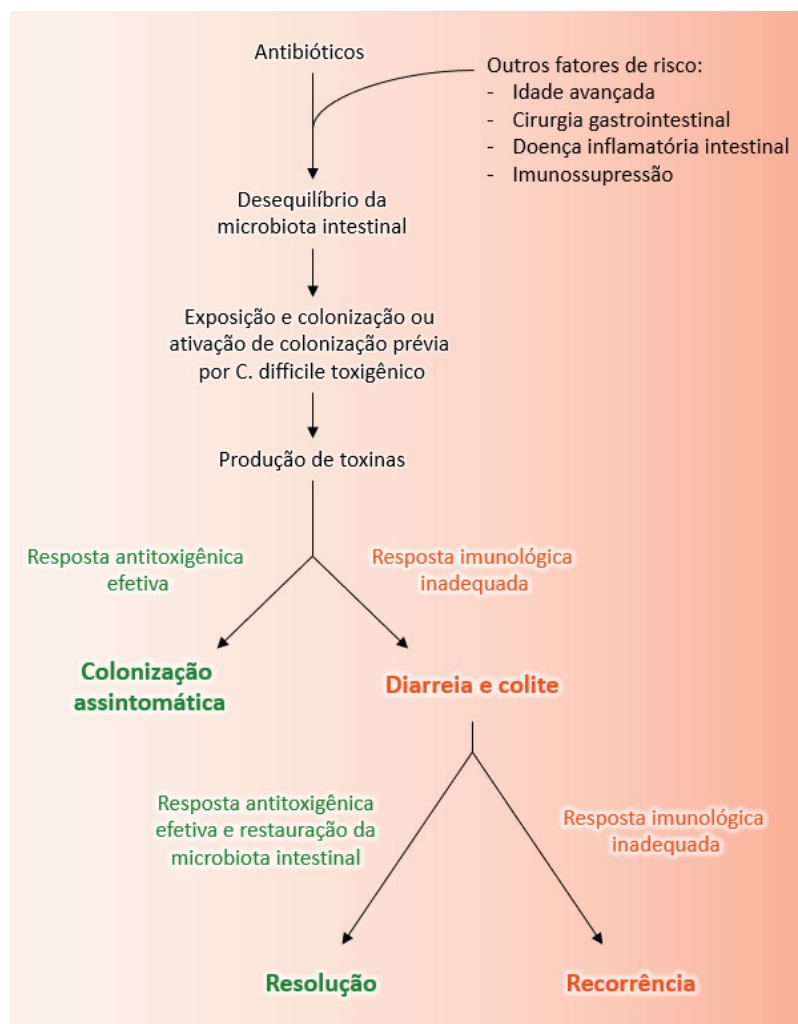 Antibióticos
Outros fatores de risco:
- Idade avançada
- Cirurgia gastrointestinal
- Doença inflamatória intestinal
- Imunossupressão
Desequilíbrio da
microbiota intestinal
Exposição e colonização ou
ativação de colonização prévia
por C. difficile toxigênico
Produção de toxinas
Resposta antitoxigênica
efetiva
Resposta imunológica
inadequada
Colonização
assintomática
Diarreia e colite
Resposta antitoxigênica
efetiva e restauração da
microbiota intestinal
Resposta imunológica
inadequada
Resolução
Recorrência